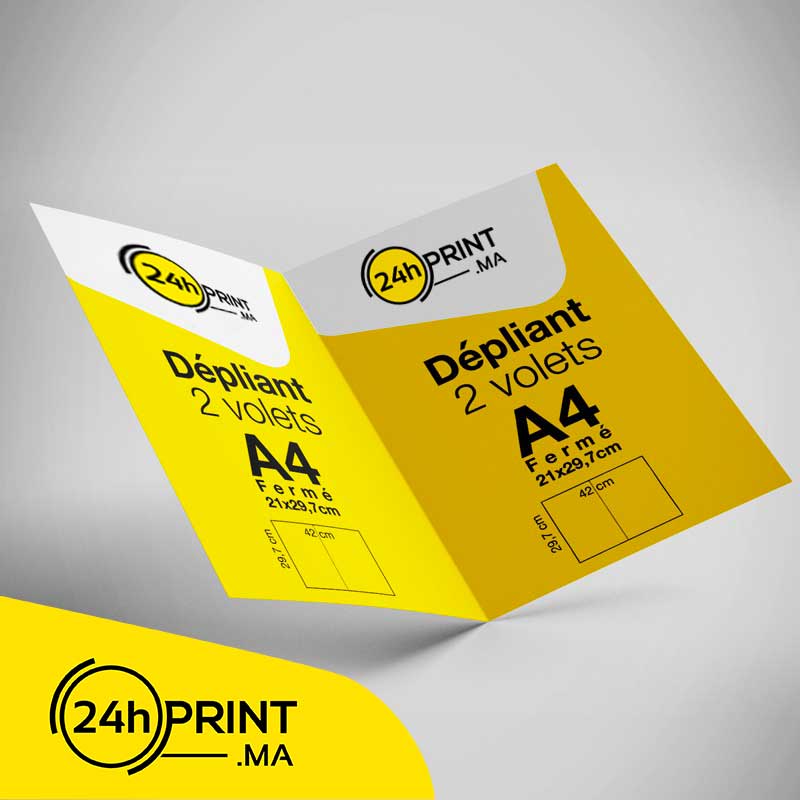 24h PRINT
.MA
Dépliant
2 volets
A4
Fermé
21x29,7cm
42 cm
29,7 cm
24h PRINT
.MA
Dépliant
2 volets
A4
Fermé
21x29,7cm
42 cm
29,7 cm
24h PRINT
.MA